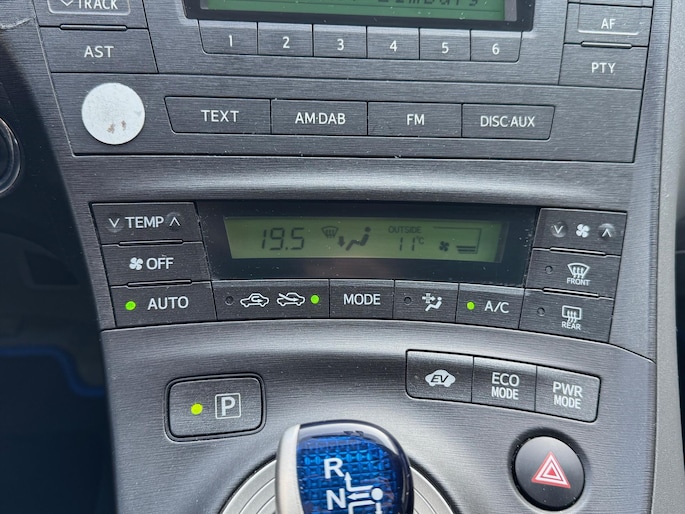 TRACK
AF
AST
1 2 3 4 5 6
PTY
TEXT AM·DAB FM DISC·AUX
TEMP
19.5 OUTSIDE 11°C
OFF
FRONT
AUTO MODE A/C
REAR
EV ECO MODE PWR MODE
P
R
N